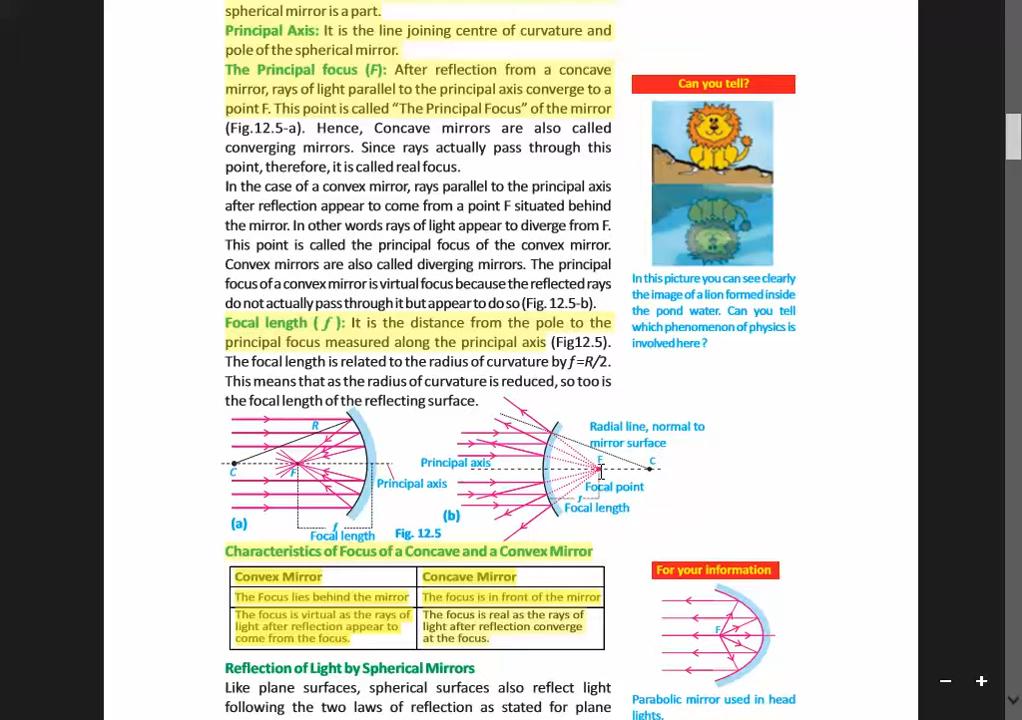 spherical mirror is a part.
Principal Axis: It is the line joining centre of curvature and
pole of the spherical mirror.
The Principal focus (F): After reflection from a concave
mirror, rays of light parallel to the principal axis converge to a
point F. This point is called “The Principal Focus” of the mirror
(Fig.12.5-a). Hence, Concave mirrors are also called
converging mirrors. Since rays actually pass through this
point, therefore, it is called real focus.
In the case of a convex mirror, rays parallel to the principal axis
after reflection appear to come from a point F situated behind
the mirror. In other words rays of light appear to diverge from F.
This point is called the principal focus of the convex mirror.
Convex mirrors are also called diverging mirrors. The principal
focus of a convex mirror is virtual focus because the reflected rays
do not actually pass through it but appear to do so (Fig. 12.5-b).
Focal length ( f ): It is the distance from the pole to the
principal focus measured along the principal axis (Fig12.5).
The focal length is related to the radius of curvature by f =R/2.
This means that as the radius of curvature is reduced, so too is
the focal length of the reflecting surface.
R
C
F
Principal axis
f
Focal length
(a)
Fig. 12.5
Radial line, normal to
mirror surface
Principal axis
F
C
Focal point
f
Focal length
(b)
Characteristics of Focus of a Concave and a Convex Mirror
Convex Mirror
Concave Mirror
The Focus lies behind the mirror
The focus is in front of the mirror
The focus is virtual as the rays of
light after reflection appear to
come from the focus.
The focus is real as the rays of
light after reflection converge
at the focus.
Reflection of Light by Spherical Mirrors
Like plane surfaces, spherical surfaces also reflect light
following the two laws of reflection as stated for plane
Can you tell?
In this picture you can see clearly
the image of a lion formed inside
the pond water. Can you tell
which phenomenon of physics is
involved here ?
For your information
F
Parabolic mirror used in head
lights.